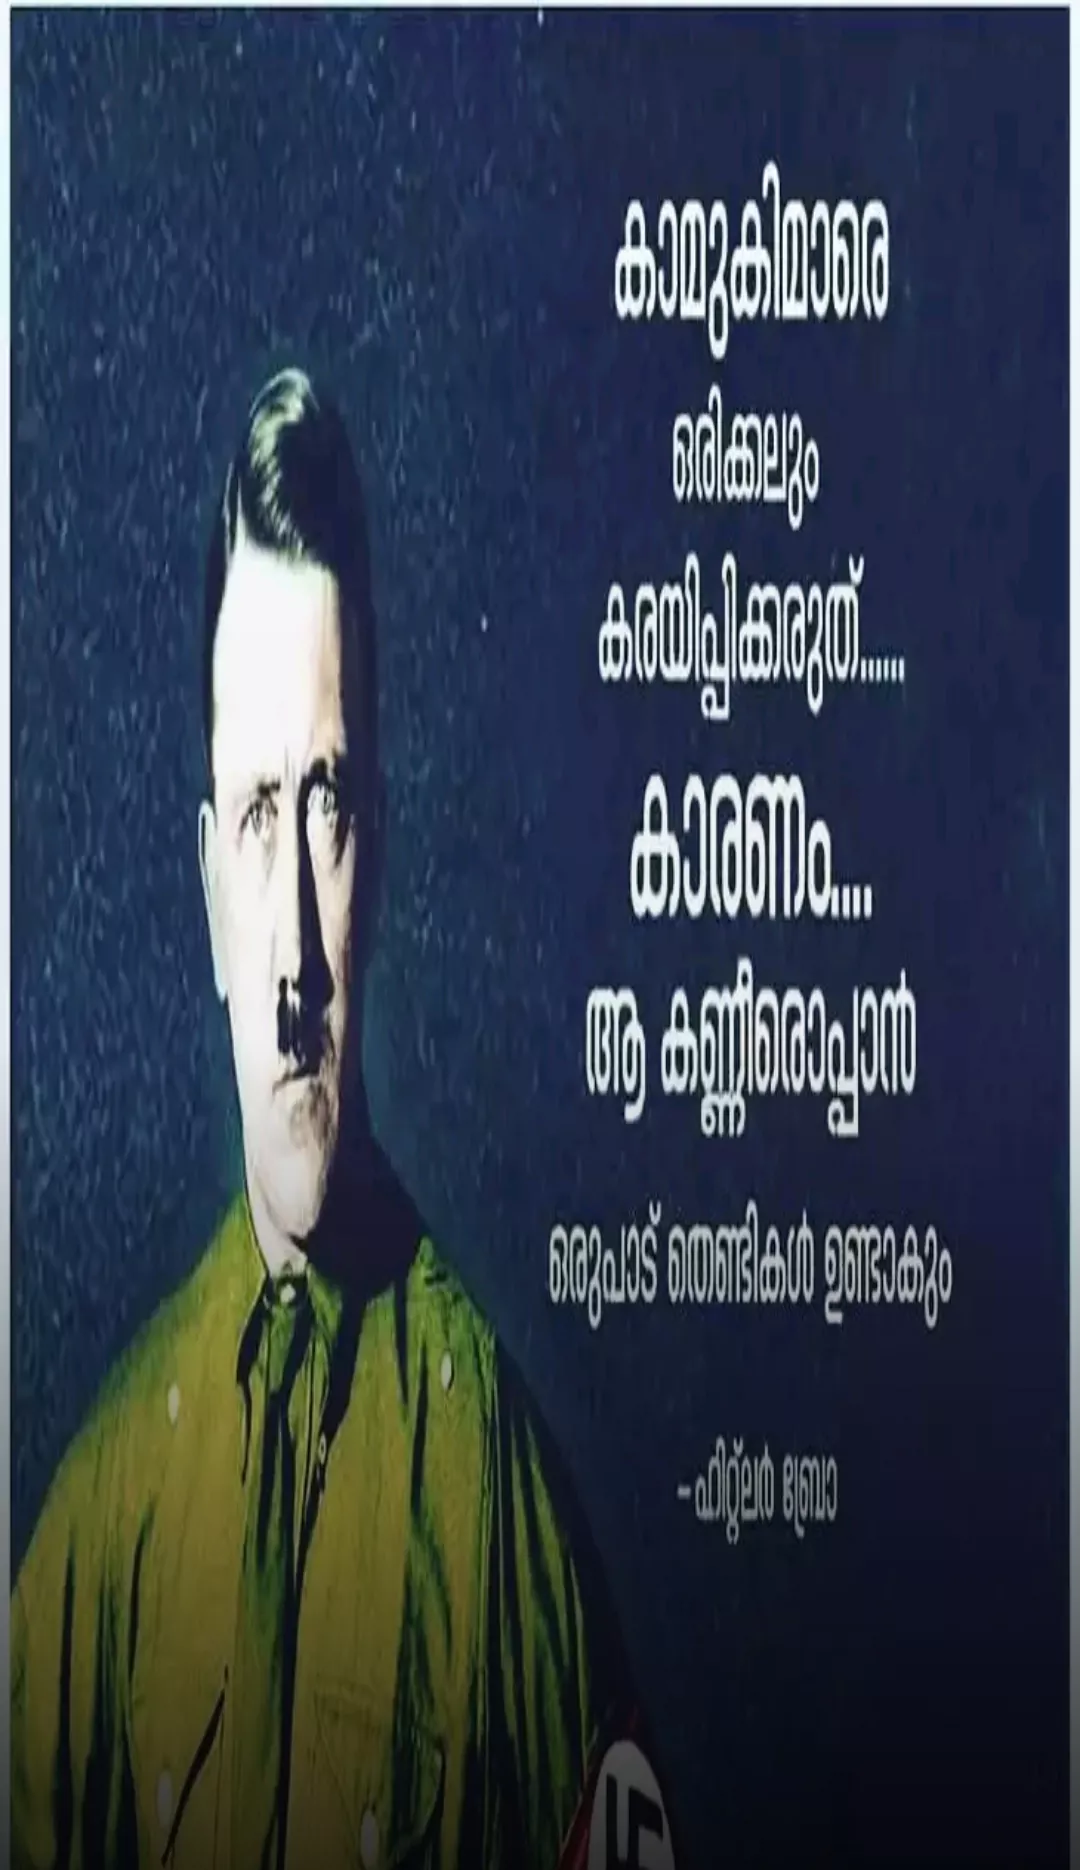 കാമുകിമാരെ
ഒരിക്കലും
കരയിപ്പിക്കരുത്......
കാരണം....
ആ കണ്ണീരൊപ്പാൻ
ഒരുപാട് തെണ്ടികൾ ഉണ്ടാകും
-ഹിറ്റ്ലർ ബ്രോ